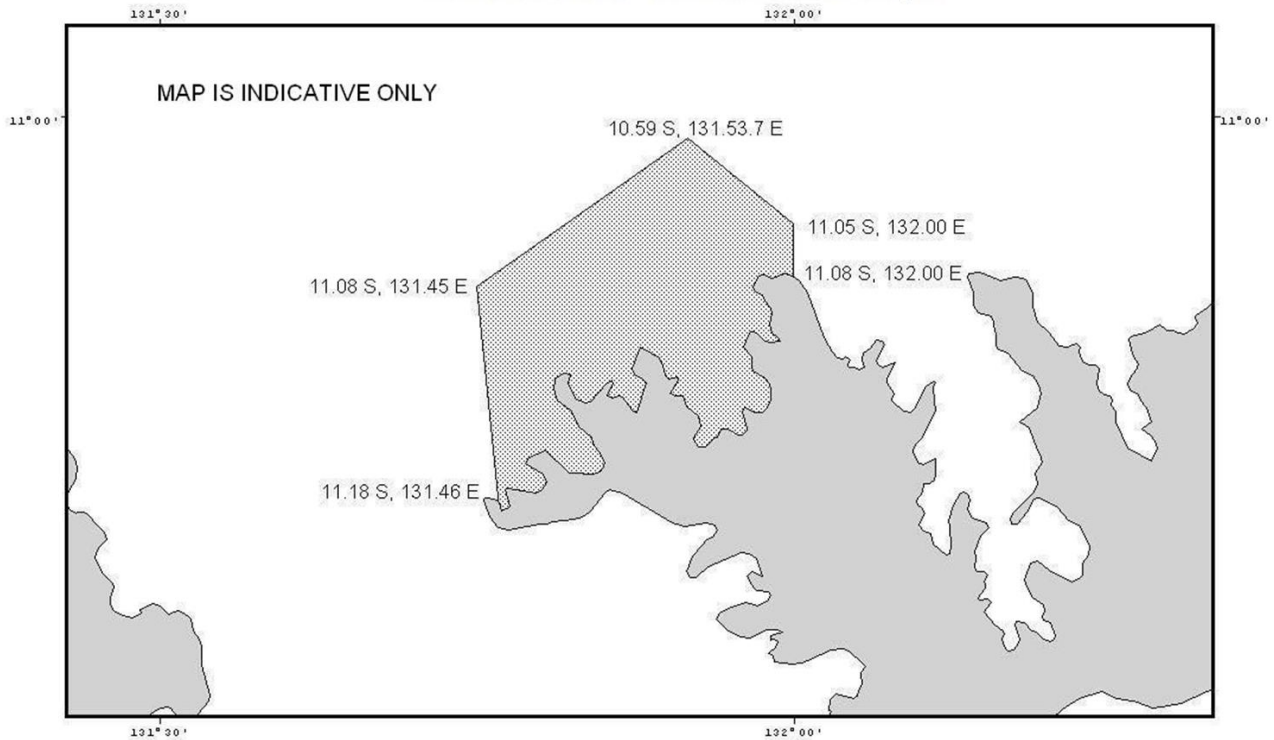 131°30' 132°00'
MAP IS INDICATIVE ONLY
11°00' 11°00'
10.59 S, 131.53.7 E
11.05 S, 132.00 E
11.08 S, 132.00 E
11.08 S, 131.45 E
11.18 S, 131.46 E
131°30' 132°00'